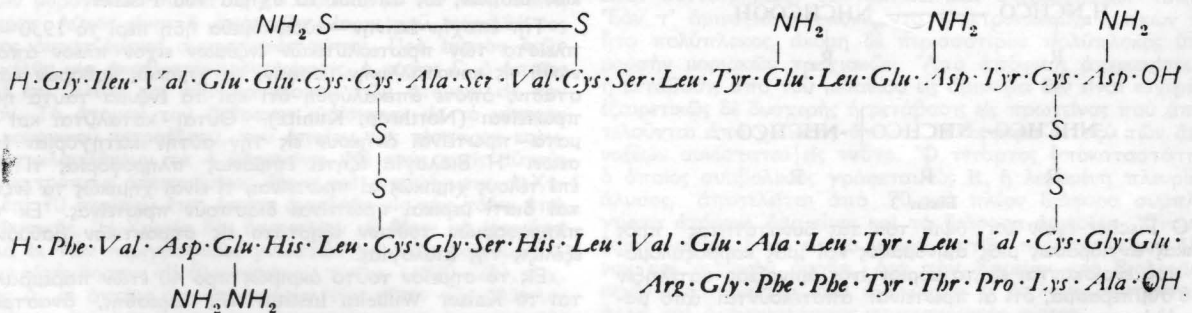 NH₂ S S NH₂ NH₂ NH₂
H·Gly·Ileu·Val·Glu·Glu·Cys·Cys·Ala·Ser·Val·Cys·Ser·Leu·Tyr·Glu·Leu·Glu·Asp·Tyr·Cys·Asp·OH
S S
S S
H·Phe·Val·Asp·Glu·His·Leu·Cys·Gly·Ser·His·Leu·Val·Glu·Ala·Leu·Tyr·Leu·Val·Cys·Gly·Glu·
NH₂ NH₂ Arg·Gly·Phe·Phe·Tyr·Thr·Pro·Lys·Ala·OH